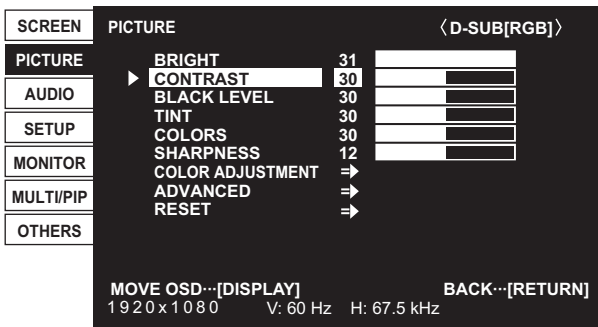 SCREEN
PICTURE
AUDIO
SETUP
MONITOR
MULTI/PIP
OTHERS
PICTURE 〈D-SUB[RGB]〉
BRIGHT 31
CONTRAST 30
BLACK LEVEL 30
TINT 30
COLORS 30
SHARPNESS 12
COLOR ADJUSTMENT
ADVANCED
RESET
MOVE OSD···[DISPLAY] BACK···[RETURN]
1920x1080 V: 60 Hz H: 67.5 kHz